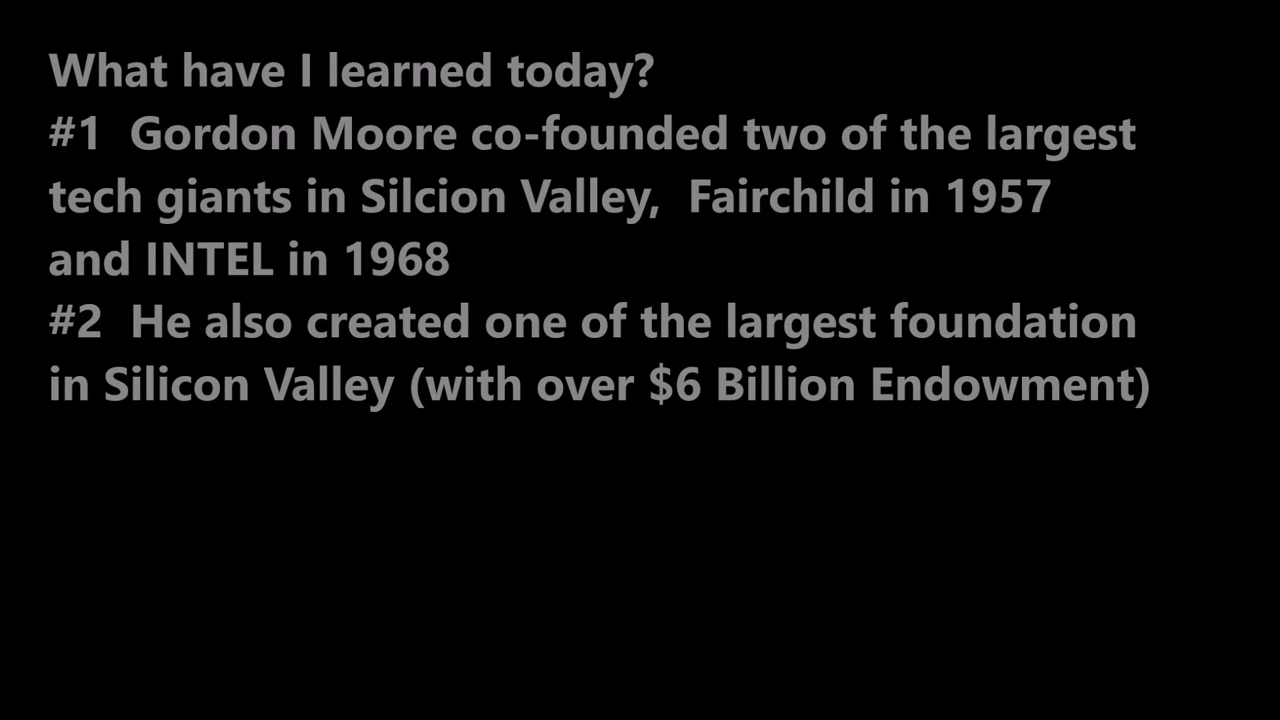 What have I learned today?
#1  Gordon Moore co-founded two of the largest
tech giants in Silcion Valley,  Fairchild in 1957
and INTEL in 1968
#2  He also created one of the largest foundation
in Silicon Valley (with over $6 Billion Endowment)